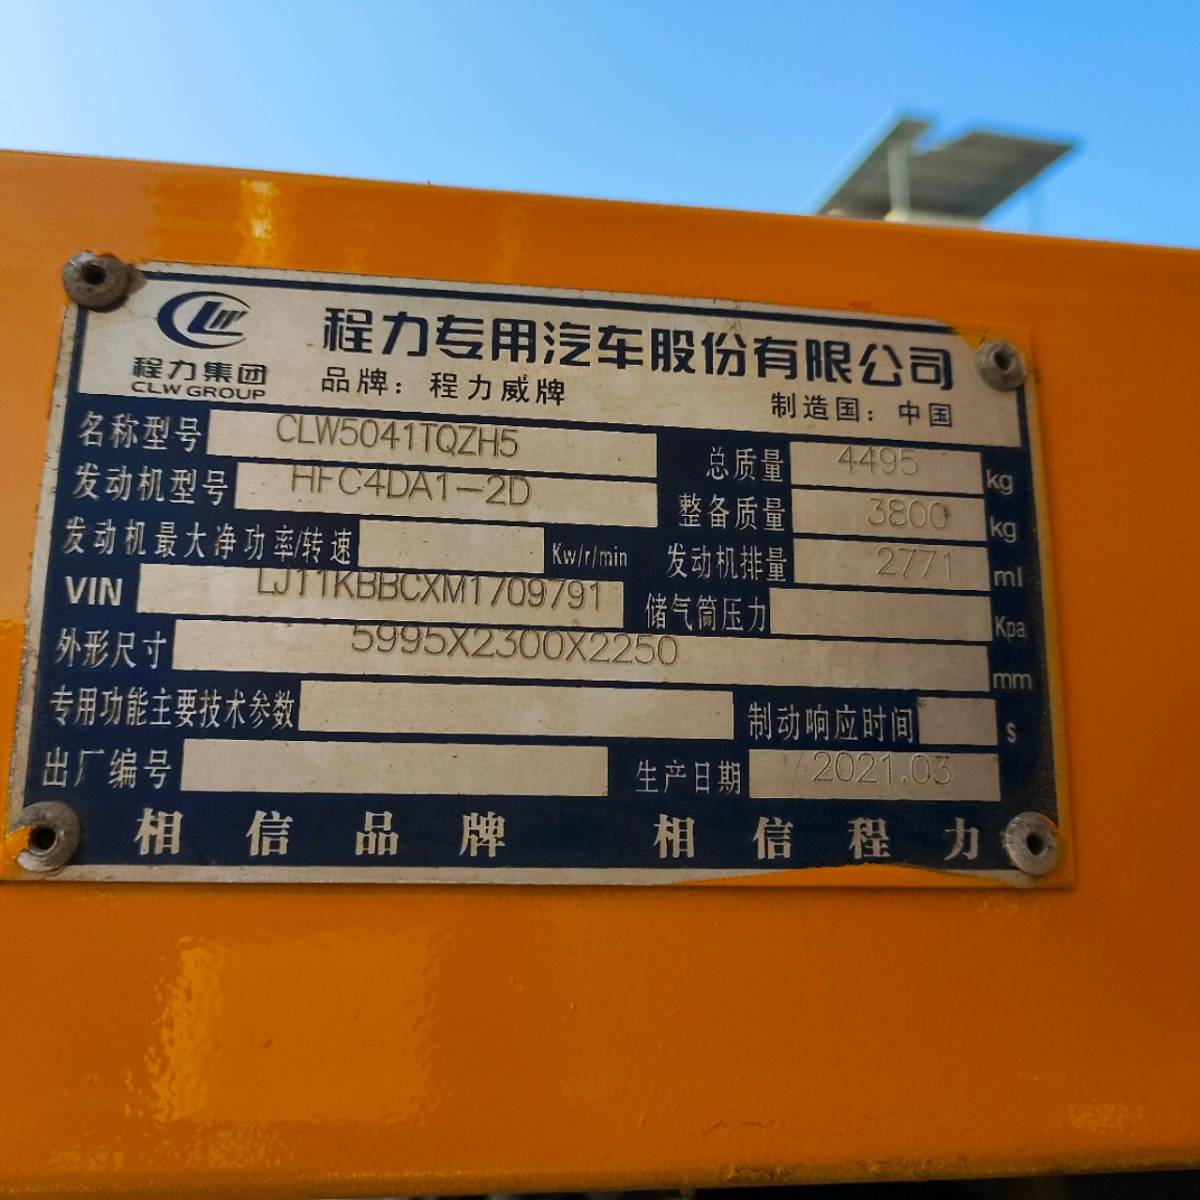 程力集团
CLW GROUP
程力专用汽车股份有限公司
品牌：程力威牌 制造国：中国
名称型号 CLW5041TQZH5
总质量 4495 kg
发动机型号 HFC4DA1-2D
整备质量 3800 kg
发动机最大净功率/转速 Kw/r/min
发动机排量 2771 ml
VIN LJ11KBBCXM1709791
储气筒压力 Kpa
外形尺寸 5995X2300X2250 mm
专用功能主要技术参数
制动响应时间 s
出厂编号
生产日期 2021.03
相信品牌 相信程力